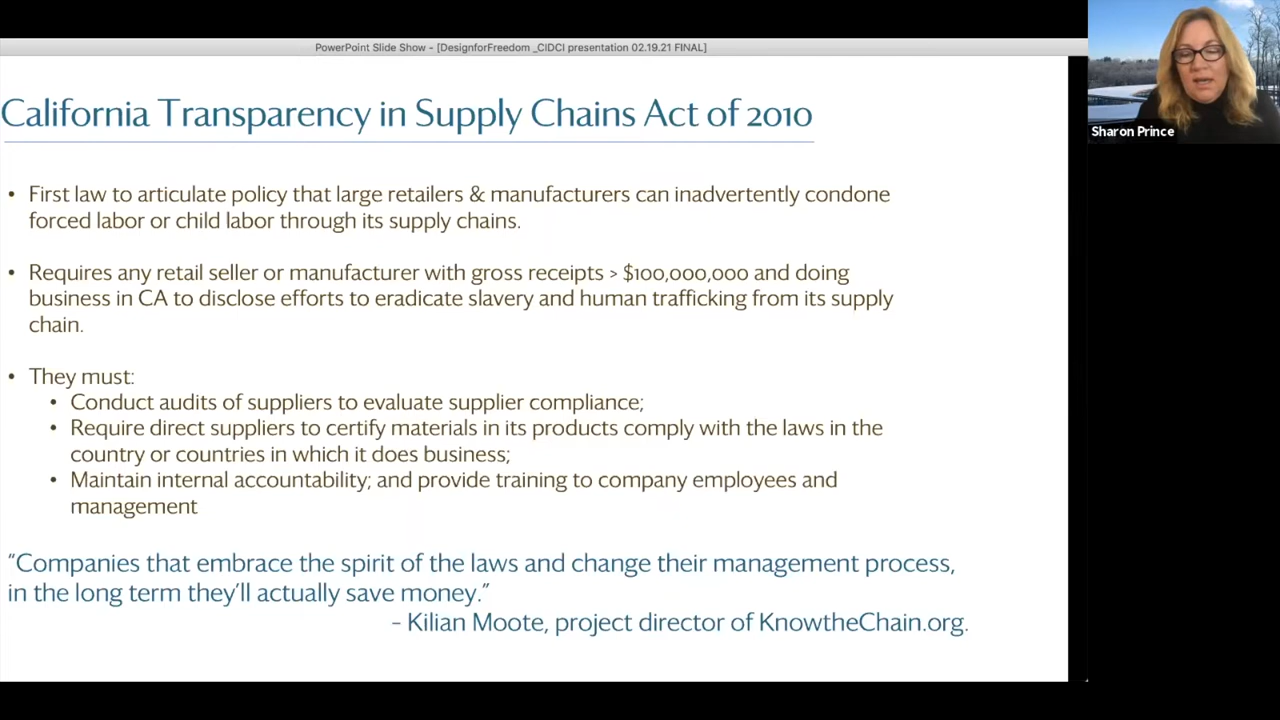 PowerPoint Slide Show - [DesignforFreedom _CIDCI presentation 02.19.21 FINAL]
Sharon Prince
California Transparency in Supply Chains Act of 2010
• First law to articulate policy that large retailers & manufacturers can inadvertently condone
forced labor or child labor through its supply chains.
• Requires any retail seller or manufacturer with gross receipts > $100,000,000 and doing
business in CA to disclose efforts to eradicate slavery and human trafficking from its supply
chain.
• They must:
• Conduct audits of suppliers to evaluate supplier compliance;
• Require direct suppliers to certify materials in its products comply with the laws in the
country or countries in which it does business;
• Maintain internal accountability; and provide training to company employees and
management
“Companies that embrace the spirit of the laws and change their management process,
in the long term they’ll actually save money.”
– Kilian Moote, project director of KnowtheChain.org.